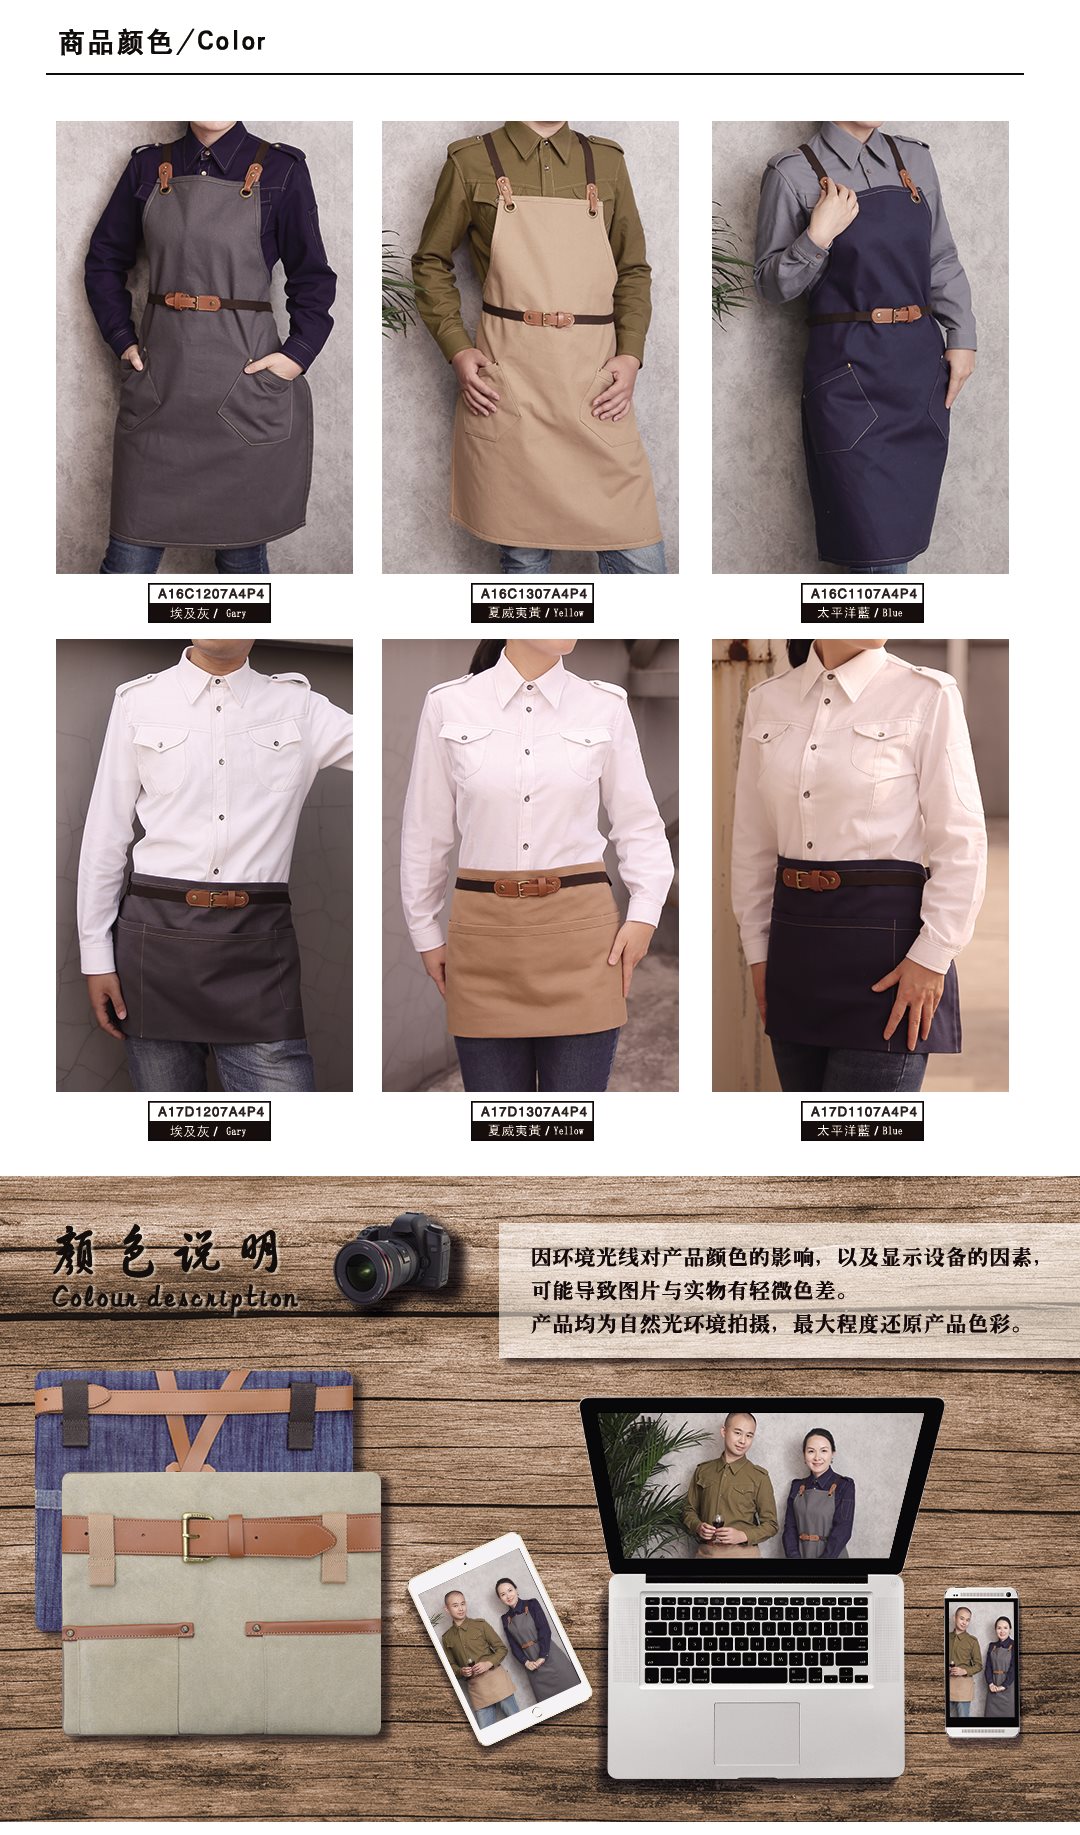 商品颜色/Color
A16C1207A4P4
埃及灰 / Gary
A16C1307A4P4
夏威夷黃 / Yellow
A16C1107A4P4
太平洋藍 / Blue
A17D1207A4P4
埃及灰 / Gary
A17D1307A4P4
夏威夷黃 / Yellow
A17D1107A4P4
太平洋藍 / Blue
颜色说明
Colour description
因环境光线对产品颜色的影响，以及显示设备的因素，
可能导致图片与实物有轻微色差。
产品均为自然光环境拍摄，最大程度还原产品色彩。